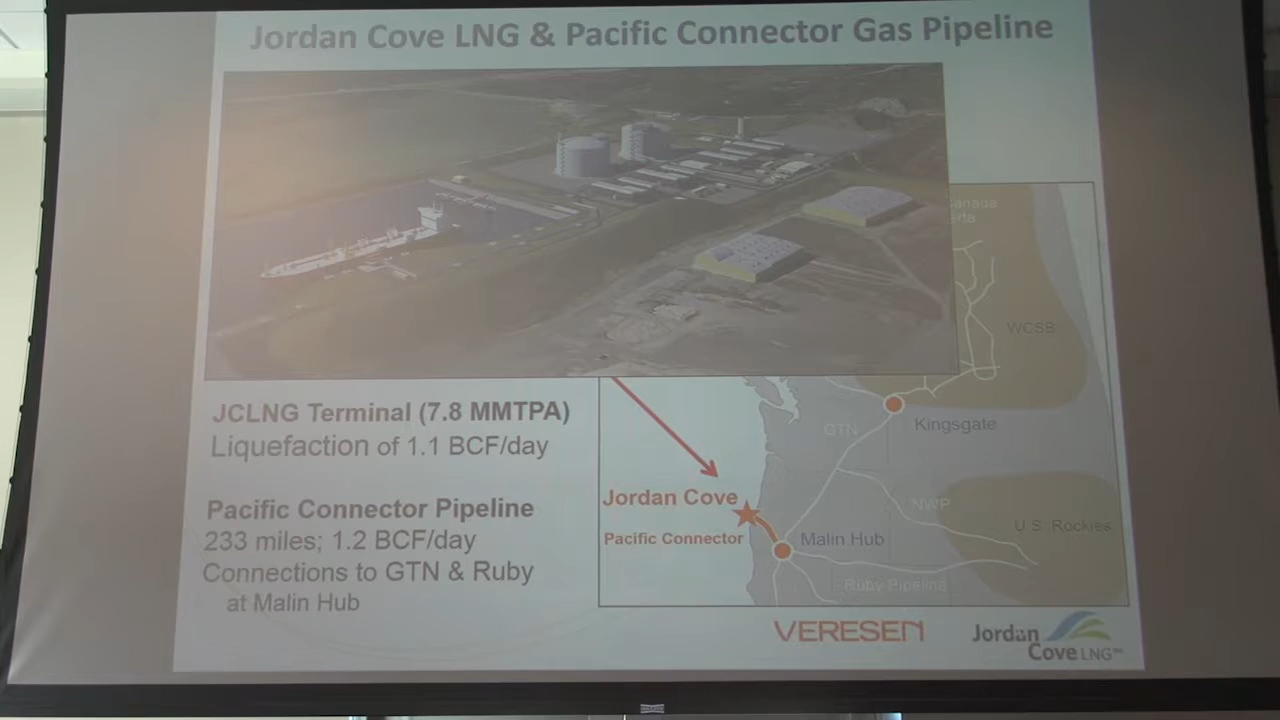 Jordan Cove LNG & Pacific Connector Gas Pipeline
JCLNG Terminal (7.8 MMTPA)
Liquefaction of 1.1 BCF/day
Pacific Connector Pipeline
233 miles; 1.2 BCF/day
Connections to GTN & Ruby
at Malin Hub
WCSB
Kingsgate
GTN
Jordan Cove
NWP
U.S. Rockies
Pacific Connector
Malin Hub
Ruby Pipeline
VERESEN
Jordan
Cove LNG